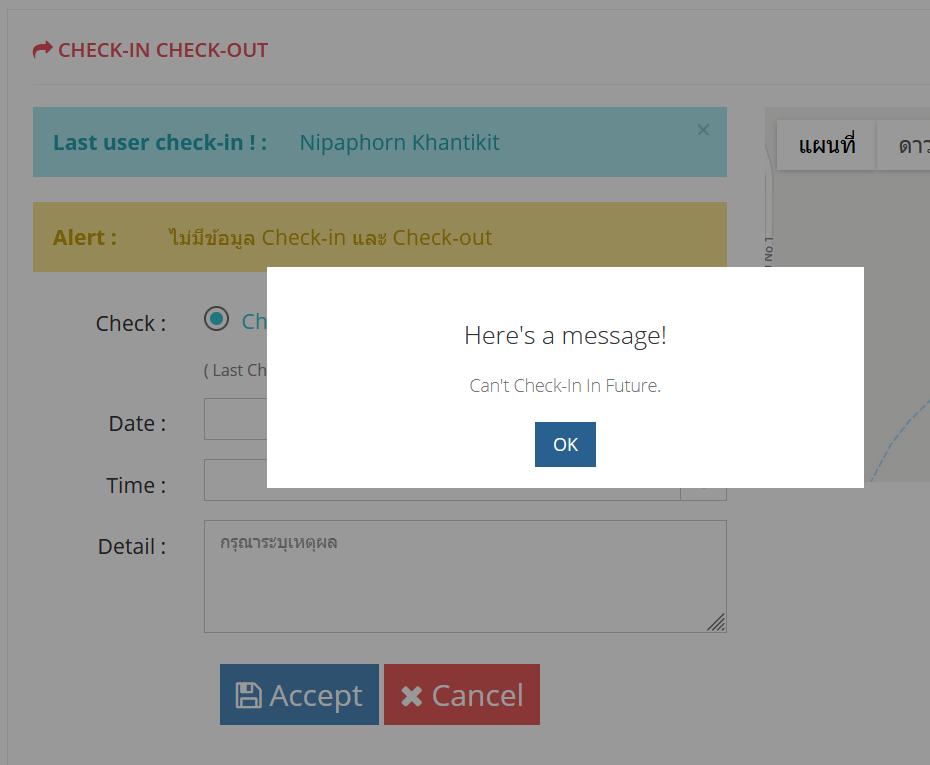 CHECK-IN CHECK-OUT
Last user check-in ! : Nipaphorn Khantikit ×
แผนที่
Alert : ไม่มีข้อมูล Check-in และ Check-out
Check :
Here's a message!
Can't Check-In In Future.
OK
( Last
Date :
Time :
Detail : กรุณาระบุเหตุผล
Accept Cancel